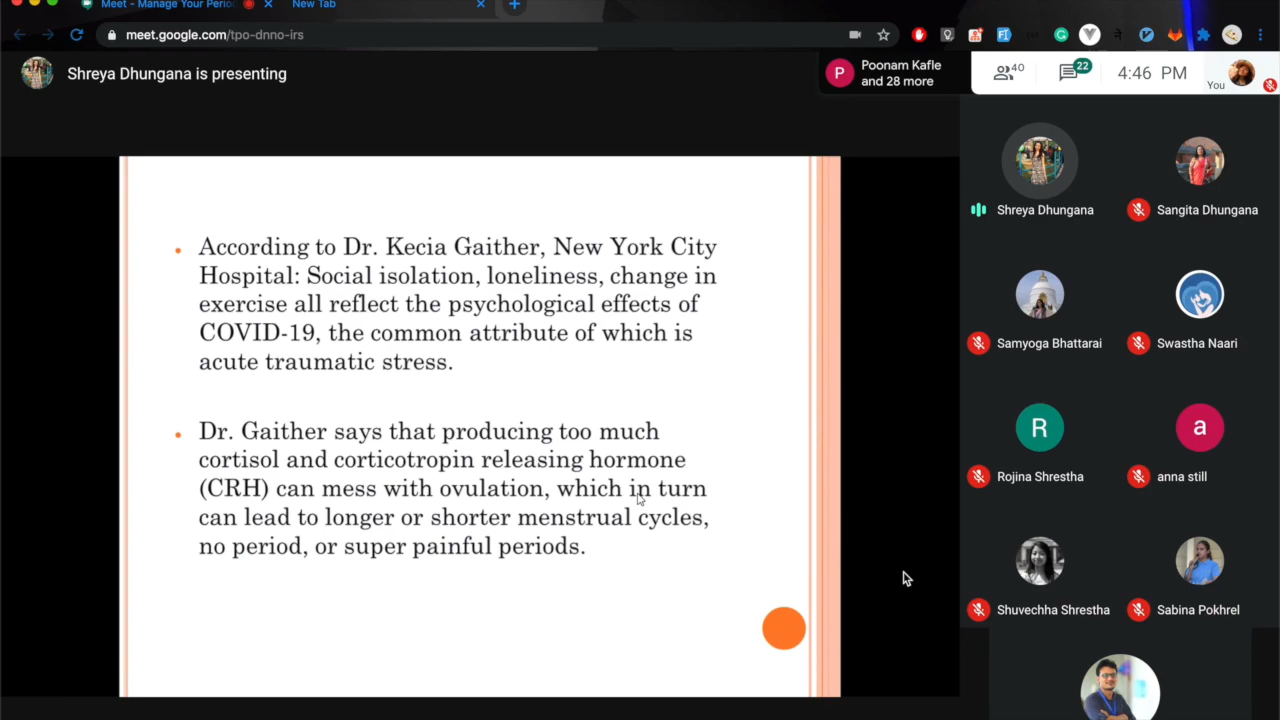 Meet - Manage Your Perio
New Tab
meet.google.com/tpo-dnno-irs
Shreya Dhungana is presenting
P
Poonam Kafle
and 28 more
40
22
4:46 PM
You
According to Dr. Kecia Gaither, New York City
Hospital: Social isolation, loneliness, change in
exercise all reflect the psychological effects of
COVID-19, the common attribute of which is
acute traumatic stress.
Dr. Gaither says that producing too much
cortisol and corticotropin releasing hormone
(CRH) can mess with ovulation, which in turn
can lead to longer or shorter menstrual cycles,
no period, or super painful periods.
Shreya Dhungana
Sangita Dhungana
Samyoga Bhattarai
Swastha Naari
R
a
Rojina Shrestha
anna still
Shuvechha Shrestha
Sabina Pokhrel